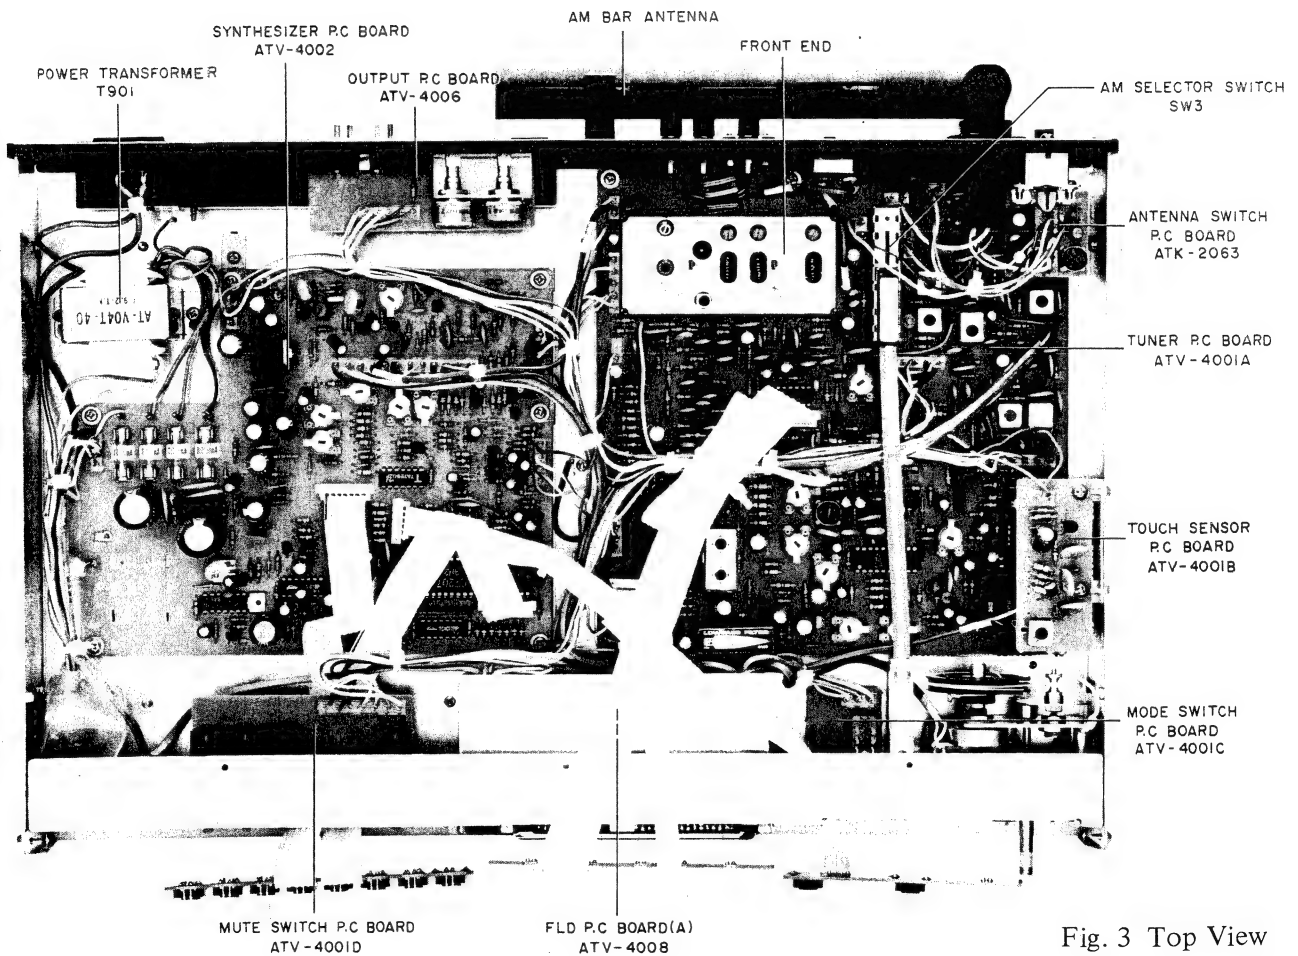 AM BAR ANTENNA
SYNTHESIZER P.C BOARD
ATV-4002
FRONT END
POWER TRANSFORMER
T901
OUTPUT P.C BOARD
ATV-4006
AM SELECTOR SWITCH
SW3
ANTENNA SWITCH
P.C BOARD
ATK-2063
AT-V04T-40
TUNER P.C BOARD
ATV-4001A
TOUCH SENSOR
P.C BOARD
ATV-4001B
MODE SWITCH
P.C BOARD
ATV-4001C
MUTE SWITCH P.C BOARD
ATV-4001D
FLD P.C BOARD(A)
ATV-4008
Fig. 3 Top View